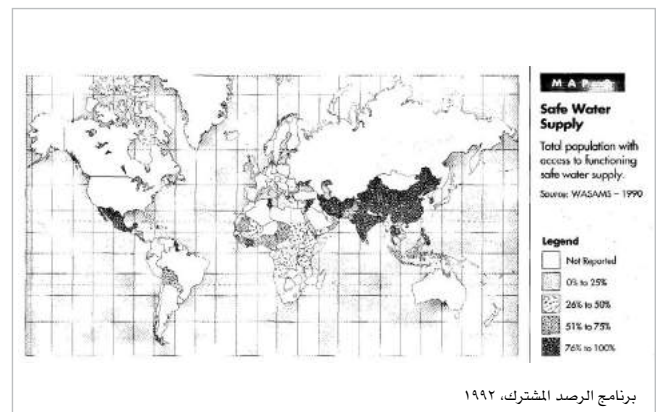 Safe Water
Supply
Total population with
access to functioning
safe water supply.
Source: WASAMS – 1990
Legend
Not Reported
0% to 25%
26% to 50%
51% to 75%
76% to 100%
برنامج الرصد المشترك، ١٩٩٢